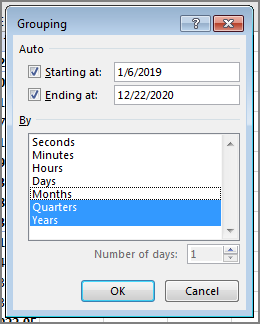 Grouping
?
Auto
Starting at: 1/6/2019
Ending at: 12/22/2020
By
Seconds
Minutes
Hours
Days
Months
Quarters
Years
Number of days: 1
OK Cancel